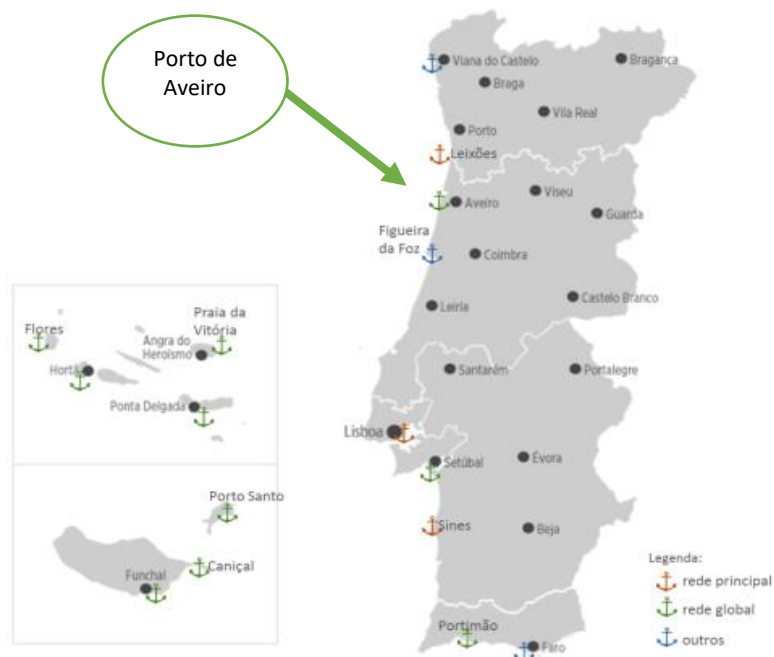 Porto de
Aveiro
Viana do Castelo
Bragança
Braga
Vila Real
Porto
Leixões
Viseu
Aveiro
Guarda
Figueira
da Foz
Coimbra
Castelo Branco
Leiria
Santarém
Portalegre
Lisboa
Setúbal
Évora
Sines
Beja
Portimão
Faro
Flores
Praia da
Vitória
Angra do
Heroísmo
Horta
Ponta Delgada
Porto Santo
Caniçal
Funchal
Legenda:
rede principal
rede global
outros